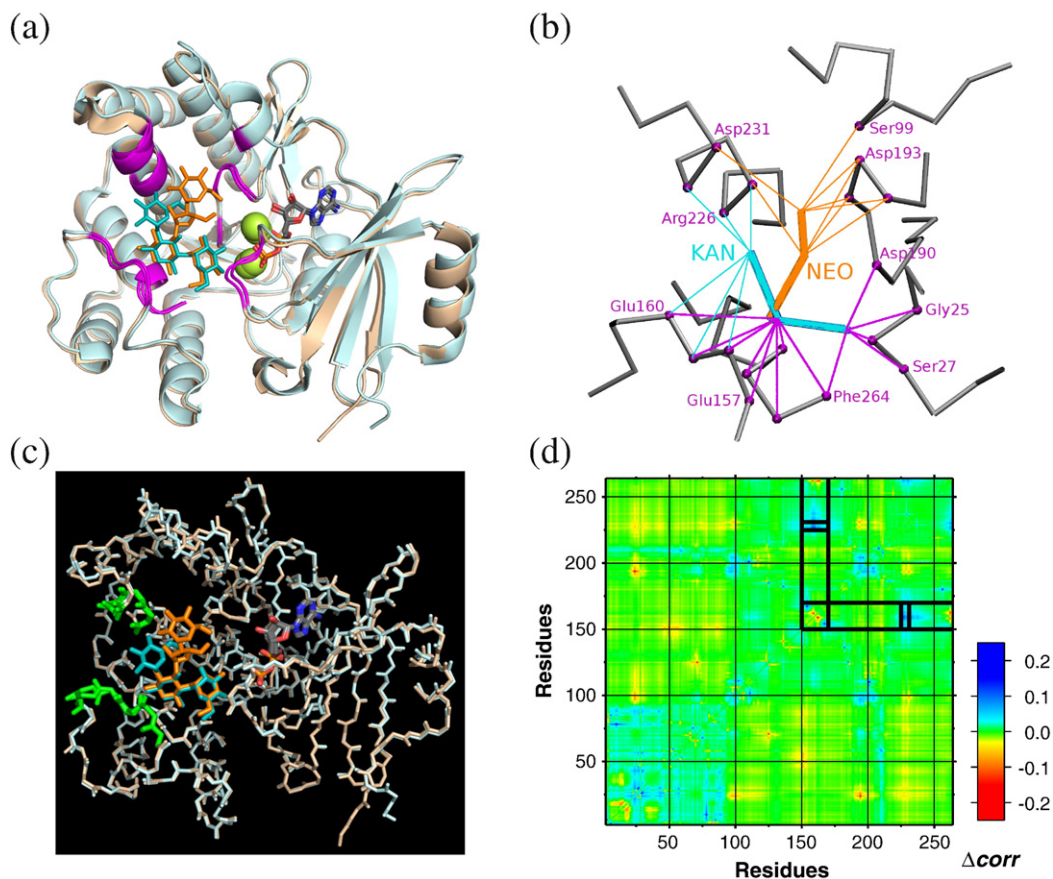 (a)
(b)
Asp231
Ser99
Asp193
Arg226
KAN
NEO
Asp190
Glu160
Gly25
Ser27
Glu157
Phe264
(c)
(d)
250
200
150
100
50
Residues
50 100 150 200 250
Residues
0.2
0.1
0.0
-0.1
-0.2
Δcorr